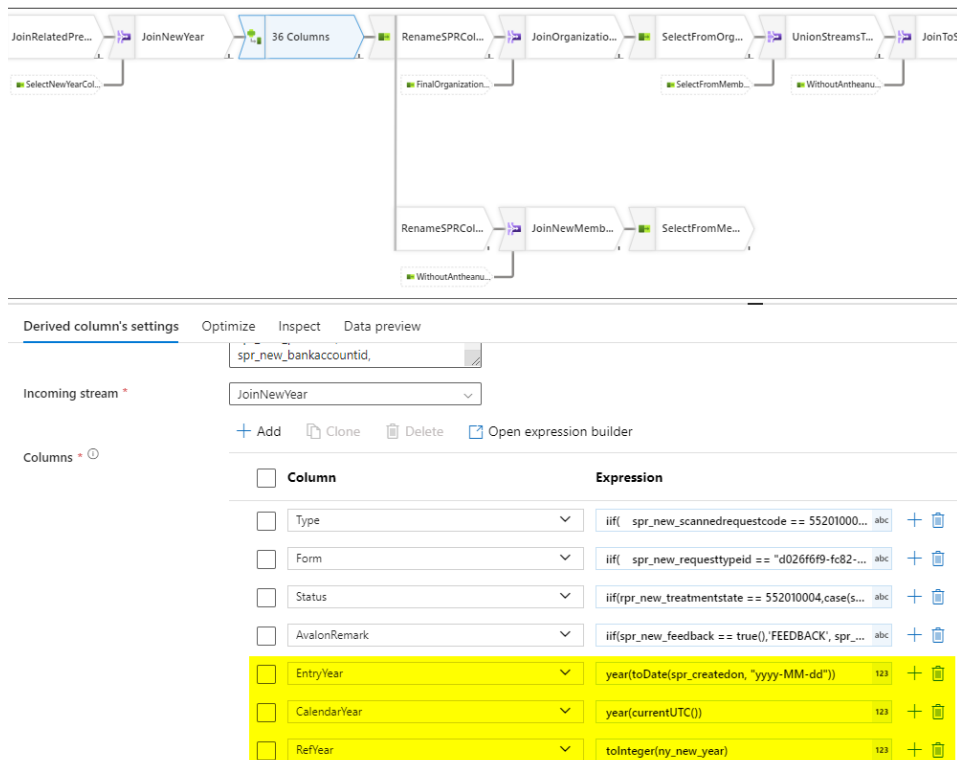 JoinRelatedPre... JoinNewYear 36 Columns RenameSPRCol... JoinOrganizatio... SelectFromOrg... UnionStreamsT... JoinToS
SelectNewYearCol... FinalOrganization... SelectFromMemb... WithoutAntheanu...
RenameSPRCol... JoinNewMemb... SelectFromMe...
WithoutAntheanu...
Derived column's settings Optimize Inspect Data preview
spr_new_bankaccountid,
Incoming stream * JoinNewYear
+ Add Clone Delete Open expression builder
Columns *
Column Expression
Type iif( spr_new_scannedrequestcode == 55201000... abc
Form iif( spr_new_requesttypeid == "d026f6f9-fc82-... abc
Status iif(rpr_new_treatmentstate == 552010004,case(s... abc
AvalonRemark iif(spr_new_feedback == true(),'FEEDBACK', spr_... abc
EntryYear year(toDate(spr_createdon, "yyyy-MM-dd")) 123
CalendarYear year(currentUTC()) 123
RefYear toInteger(ny_new_year) 123